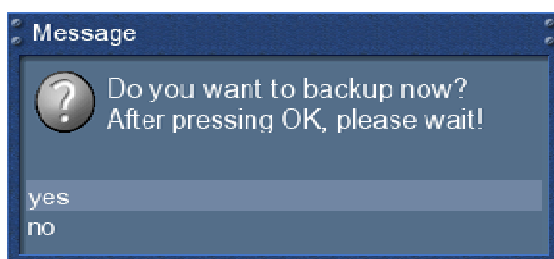 Message
Do you want to backup now?
After pressing OK, please wait!
yes
no